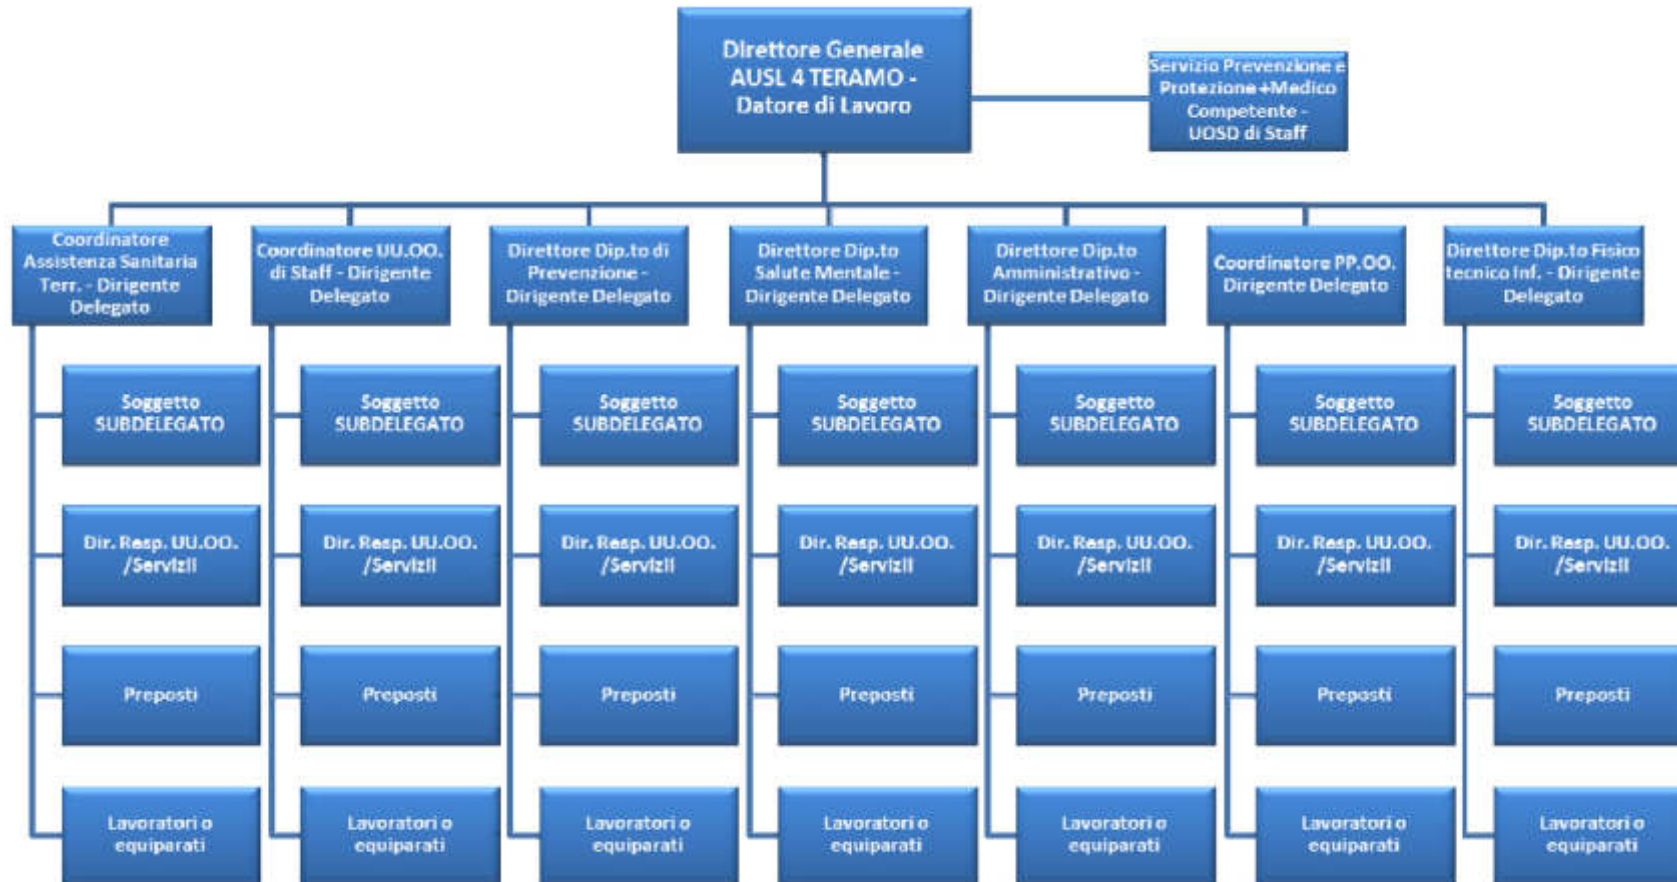 Direttore Generale
AUSL 4 TERAMO -
Datore di Lavoro
Servizio Prevenzione e
Protezione +Medico
Competente -
UOSD di Staff
Coordinatore
Assistenza Sanitaria
Terr. - Dirigente
Delegato
Coordinatore UU.OO.
di Staff - Dirigente
Delegato
Direttore Dip.to di
Prevenzione -
Dirigente Delegato
Direttore Dip.to
Salute Mentale -
Dirigente Delegato
Direttore Dip.to
Amministrativo -
Dirigente Delegato
Coordinatore PP.OO.
Dirigente Delegato
Direttore Dip.to Fisico
tecnico Inf. - Dirigente
Delegato
Soggetto
SUBDELEGATO
Soggetto
SUBDELEGATO
Soggetto
SUBDELEGATO
Soggetto
SUBDELEGATO
Soggetto
SUBDELEGATO
Soggetto
SUBDELEGATO
Soggetto
SUBDELEGATO
Dir. Resp. UU.OO.
/Servizii
Dir. Resp. UU.OO.
/Servizii
Dir. Resp. UU.OO.
/Servizii
Dir. Resp. UU.OO.
/Servizii
Dir. Resp. UU.OO.
/Servizii
Dir. Resp. UU.OO.
/Servizii
Dir. Resp. UU.OO.
/Servizii
Preposti
Preposti
Preposti
Preposti
Preposti
Preposti
Preposti
Lavoratori o
equiparati
Lavoratori o
equiparati
Lavoratori o
equiparati
Lavoratori o
equiparati
Lavoratori o
equiparati
Lavoratori o
equiparati
Lavoratori o
equiparati